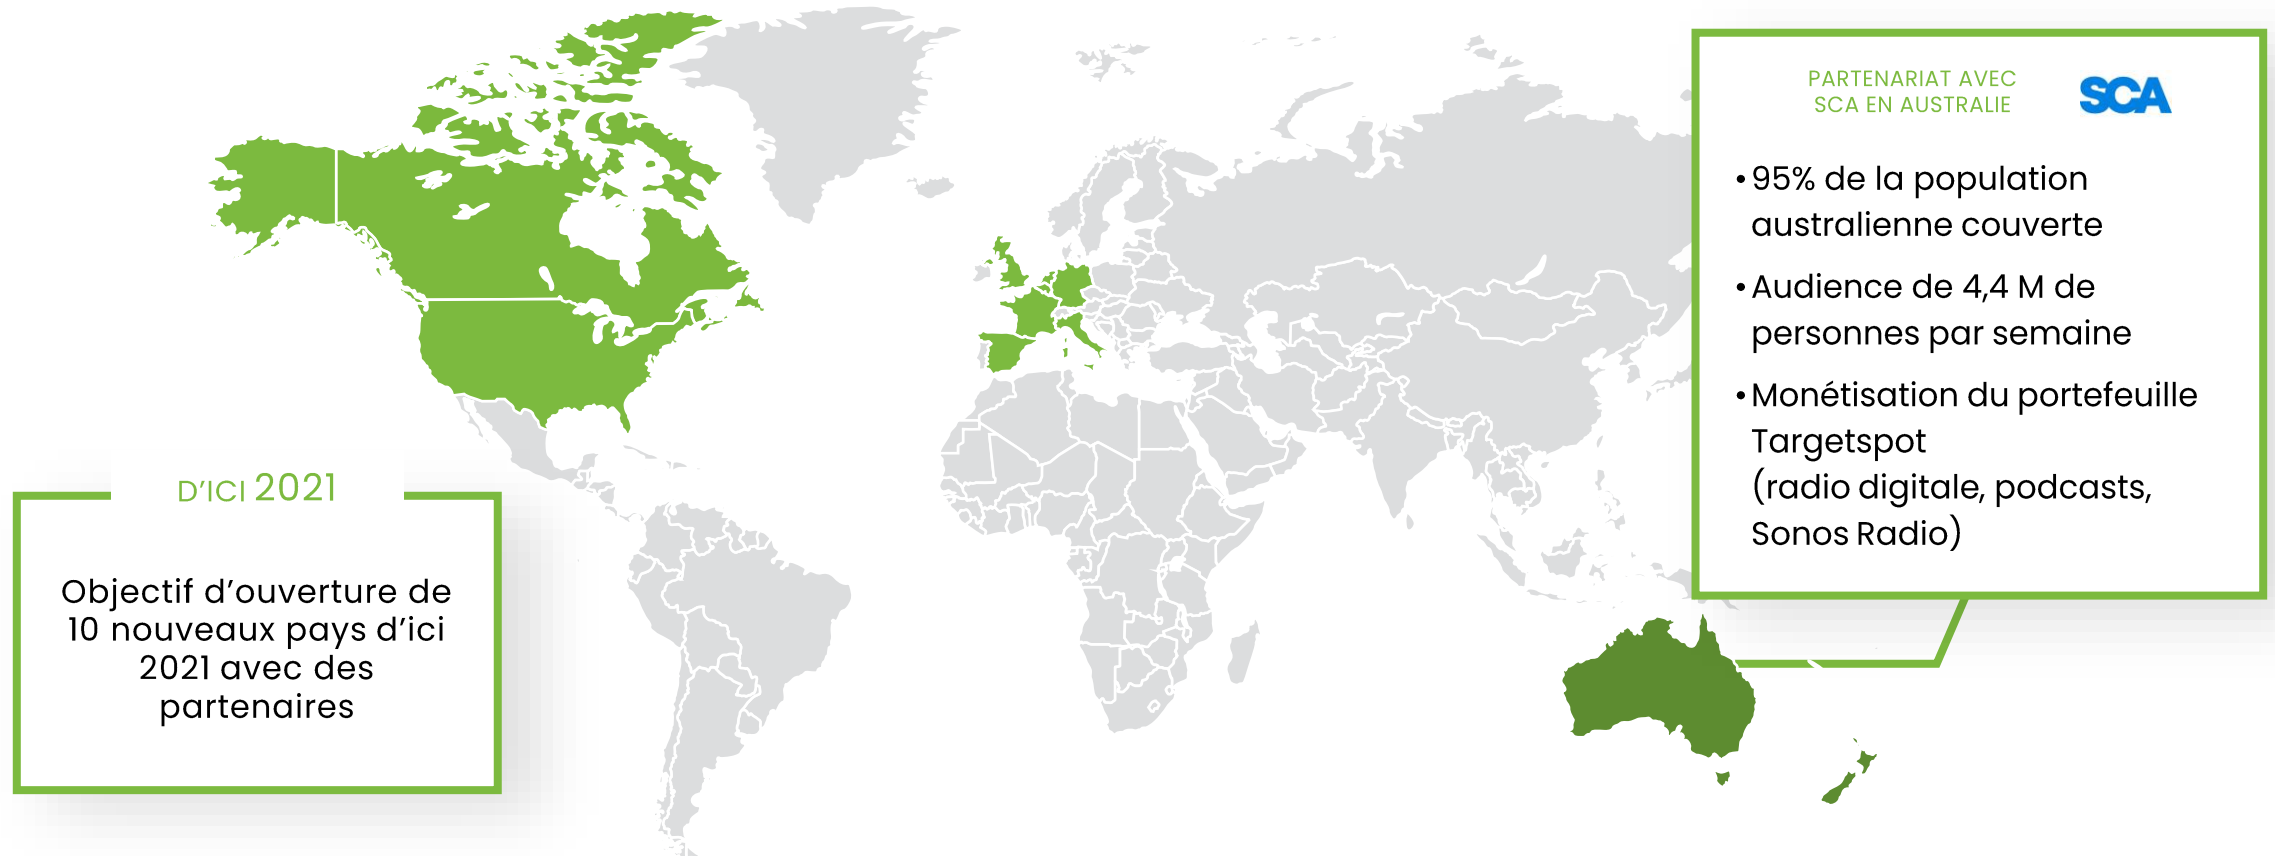 PARTENARIAT AVEC
SCA EN AUSTRALIE
SCA
•95% de la population
australienne couverte
•Audience de 4,4 M de
personnes par semaine
•Monétisation du portefeuille
Targetspot
(radio digitale, podcasts,
Sonos Radio)
D’ICI 2021
Objectif d’ouverture de
10 nouveaux pays d’ici
2021 avec des
partenaires